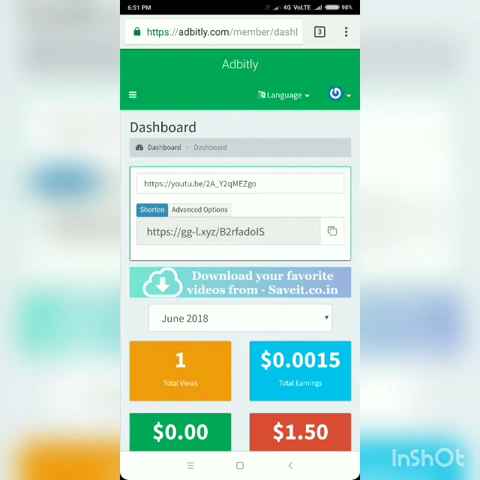 6:51 PM
4G VoLTE 98%
https://adbitly.com/member/dashl
3
Adbitly
Language
Dashboard
Dashboard
Dashboard
https://youtu.be/2A_Y2qMEZgo
Shorten
Advanced Options
https://gg-l.xyz/B2rfadoIS
Download your favorite
videos from - Saveit.co.in
June 2018
1
Total Views
$0.0015
Total Earnings
$0.00
$1.50
InShOt